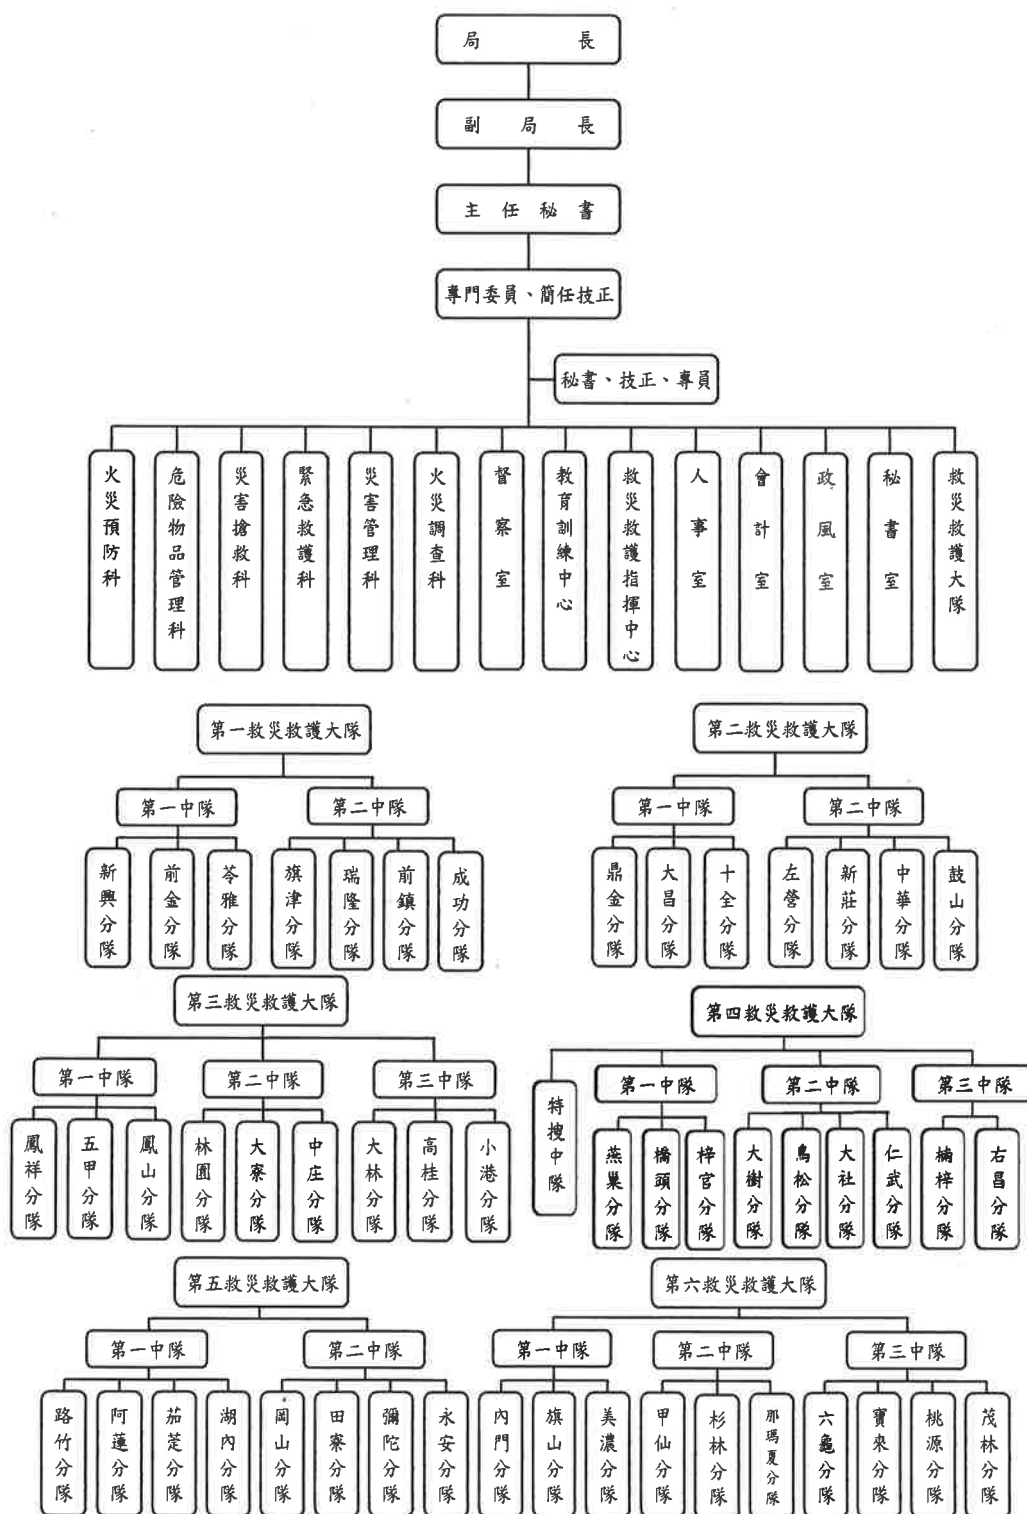 局長
副局長
主任秘書
專門委員、簡任技正
秘書、技正、專員
火災預防科
危險物品管理科
災害搶救科
緊急救護科
災害管理科
火災調查科
督察室
教育訓練中心
救災救護指揮中心
人事室
會計室
政風室
秘書室
救災救護大隊
第一救災救護大隊
第一中隊
新興分隊
前金分隊
苓雅分隊
第二中隊
旗津分隊
瑞隆分隊
前鎮分隊
成功分隊
第二救災救護大隊
第一中隊
鼎金分隊
大昌分隊
十全分隊
第二中隊
左營分隊
新莊分隊
中華分隊
鼓山分隊
第三救災救護大隊
第一中隊
鳳祥分隊
五甲分隊
鳳山分隊
第二中隊
林園分隊
大寮分隊
中庄分隊
第三中隊
大林分隊
高桂分隊
小港分隊
第四救災救護大隊
特搜中隊
第一中隊
燕巢分隊
橋頭分隊
梓官分隊
第二中隊
大樹分隊
鳥松分隊
大社分隊
仁武分隊
第三中隊
楠梓分隊
右昌分隊
第五救災救護大隊
第一中隊
路竹分隊
阿蓮分隊
茄萣分隊
湖內分隊
第二中隊
岡山分隊
田寮分隊
彌陀分隊
永安分隊
第六救災救護大隊
第一中隊
內門分隊
旗山分隊
美濃分隊
第二中隊
甲仙分隊
杉林分隊
那瑪夏分隊
第三中隊
六龜分隊
寶來分隊
桃源分隊
茂林分隊